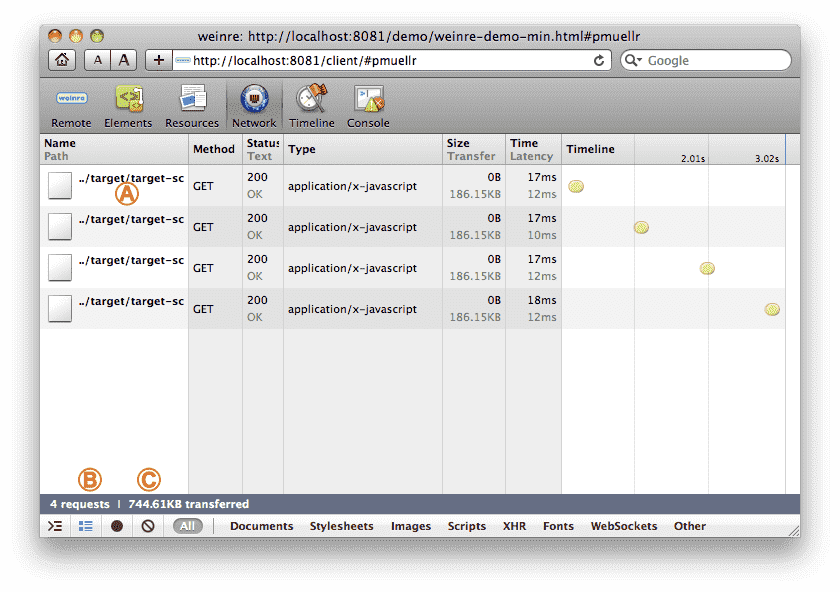 weinre: http://localhost:8081/demo/weinre-demo-min.html#pmuellr
A A + http://localhost:8081/client/#pmuellr Google
weinre
Remote Elements Resources Network Timeline Console
Name Method Status Type Size Time Timeline
Path Text Transfer Latency 2.01s 3.02s
../target/target-sc GET 200 application/x-javascript 0B 17ms
OK 186.15KB 12ms
A
../target/target-sc GET 200 application/x-javascript 0B 17ms
OK 186.15KB 10ms
../target/target-sc GET 200 application/x-javascript 0B 17ms
OK 186.15KB 12ms
../target/target-sc GET 200 application/x-javascript 0B 18ms
OK 186.15KB 12ms
B C
4 requests | 744.61KB transferred
All Documents Stylesheets Images Scripts XHR Fonts WebSockets Other